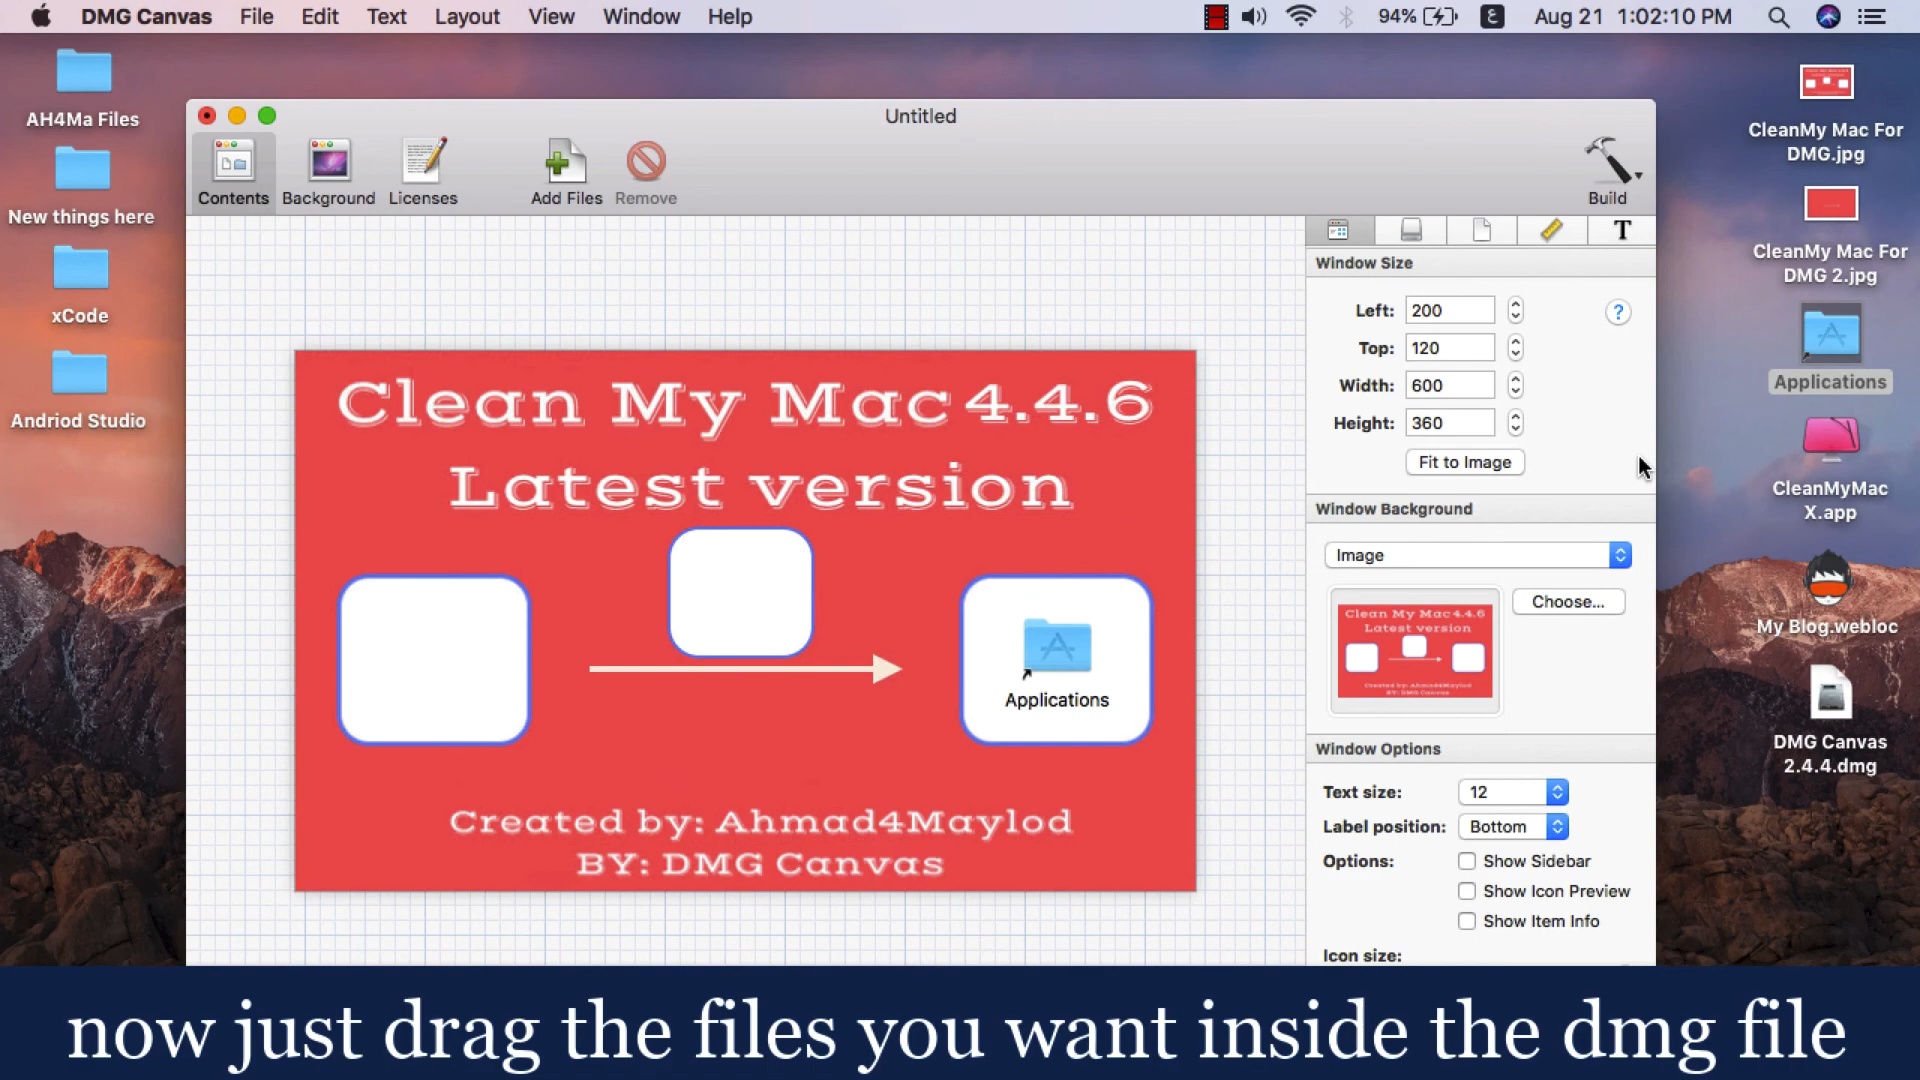 DMG Canvas File Edit Text Layout View Window Help
94% ع Aug 21 1:02:10 PM
AH4Ma Files
New things here
xCode
Andriod Studio
Untitled
Contents Background Licenses Add Files Remove Build
T
Window Size
Left: 200
?
Top: 120
Width: 600
Height: 360
Fit to Image
Window Background
Image
Choose...
Clean My Mac 4.4.6
Latest version
Created by: Ahmad4Maylod
BY: DMG Canvas
Window Options
Text size: 12
Label position: Bottom
Options: Show Sidebar
Show Icon Preview
Show Item Info
Icon size:
Clean My Mac 4.4.6
Latest version
Applications
Created by: Ahmad4Maylod
BY: DMG Canvas
CleanMy Mac For
DMG.jpg
CleanMy Mac For
DMG 2.jpg
Applications
CleanMyMac
X.app
My Blog.webloc
DMG Canvas
2.4.4.dmg
now just drag the files you want inside the dmg file